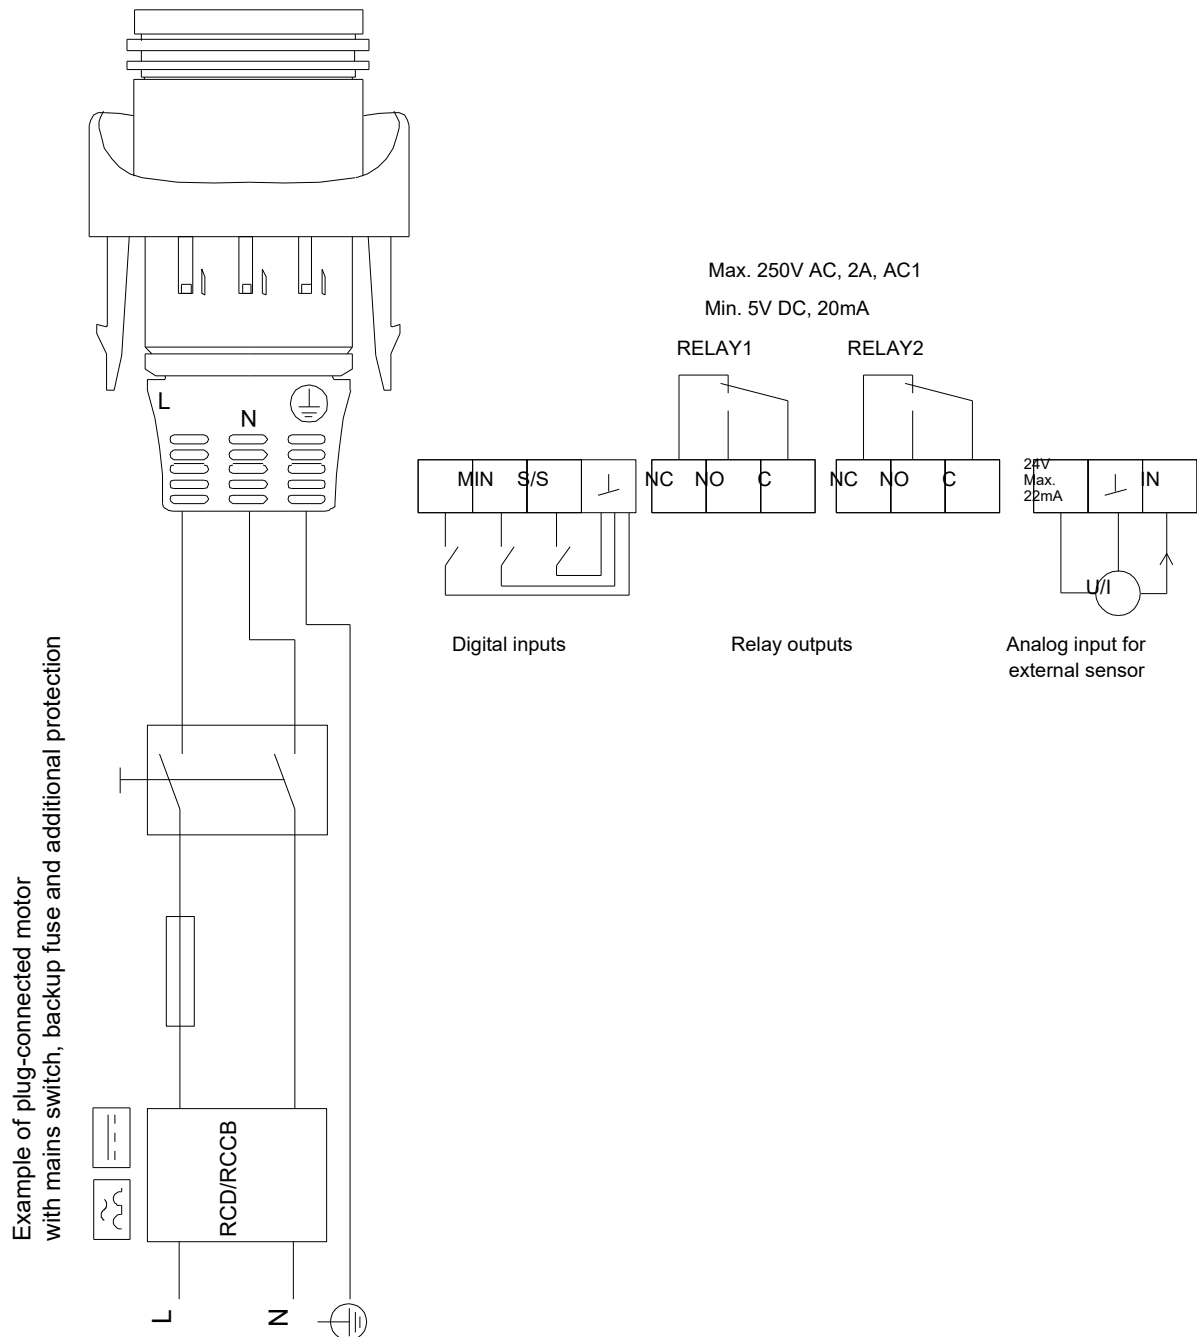 Max. 250V AC, 2A, AC1
Min. 5V DC, 20mA
RELAY1 RELAY2
L
N
MIN S/S
NC NO C
NC NO C
24V
Max.
22mA
IN
U/I
Digital inputs
Relay outputs
Analog input for
external sensor
Example of plug-connected motor
with mains switch, backup fuse and additional protection
RCD/RCCB
L
N